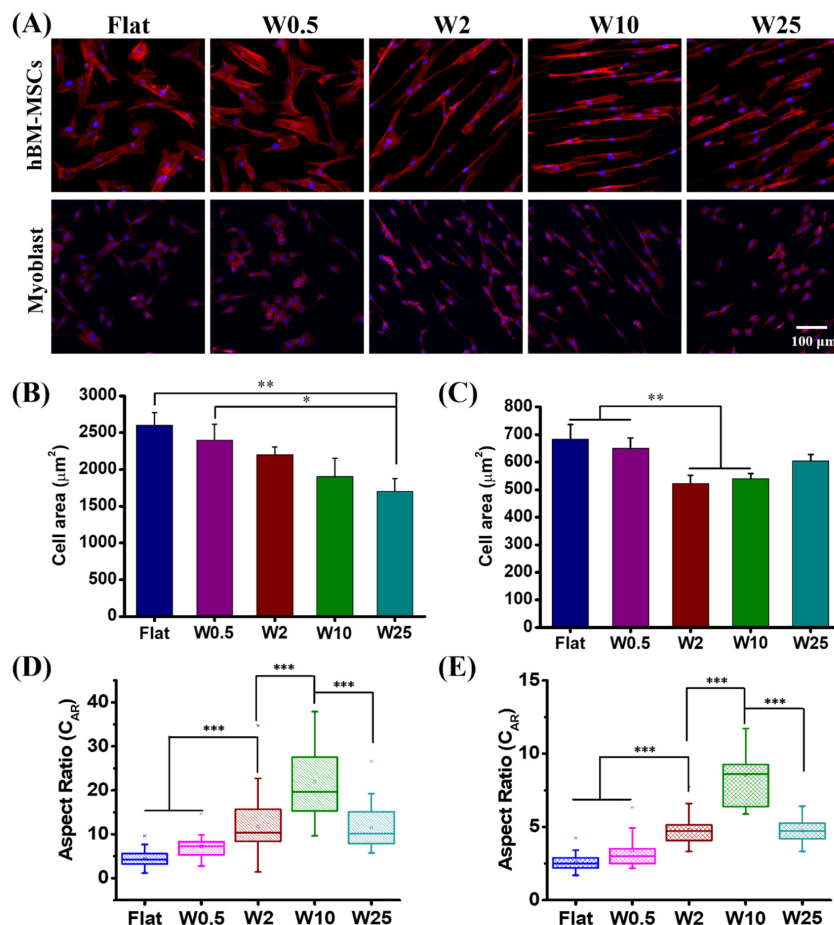 (A) Flat W0.5 W2 W10 W25
hBM-MSCs
Myoblast
100 μm
(B)
**
*
Cell area (μm²)
3000
2500
2000
1500
1000
500
0
Flat W0.5 W2 W10 W25
(C)
**
Cell area (μm²)
800
700
600
500
400
300
200
100
0
Flat W0.5 W2 W10 W25
(D)
***
***
***
Aspect Ratio (C_AR)
40
30
20
10
0
Flat W0.5 W2 W10 W25
(E)
***
***
***
Aspect Ratio (C_AR)
15
10
5
0
Flat W0.5 W2 W10 W25